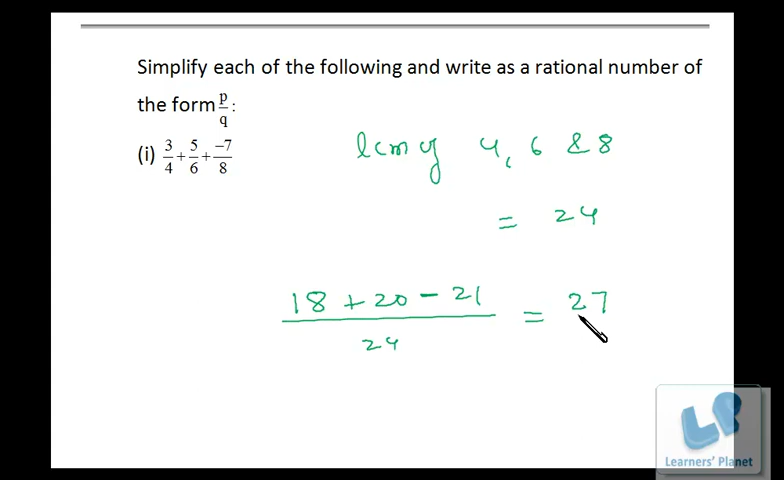 Simplify each of the following and write as a rational number of
the form p/q:
(i) 3/4 + 5/6 + -7/8
lcm of 4, 6 & 8
= 24
18 + 20 - 21 / 24 = 27
LP
Learners' Planet